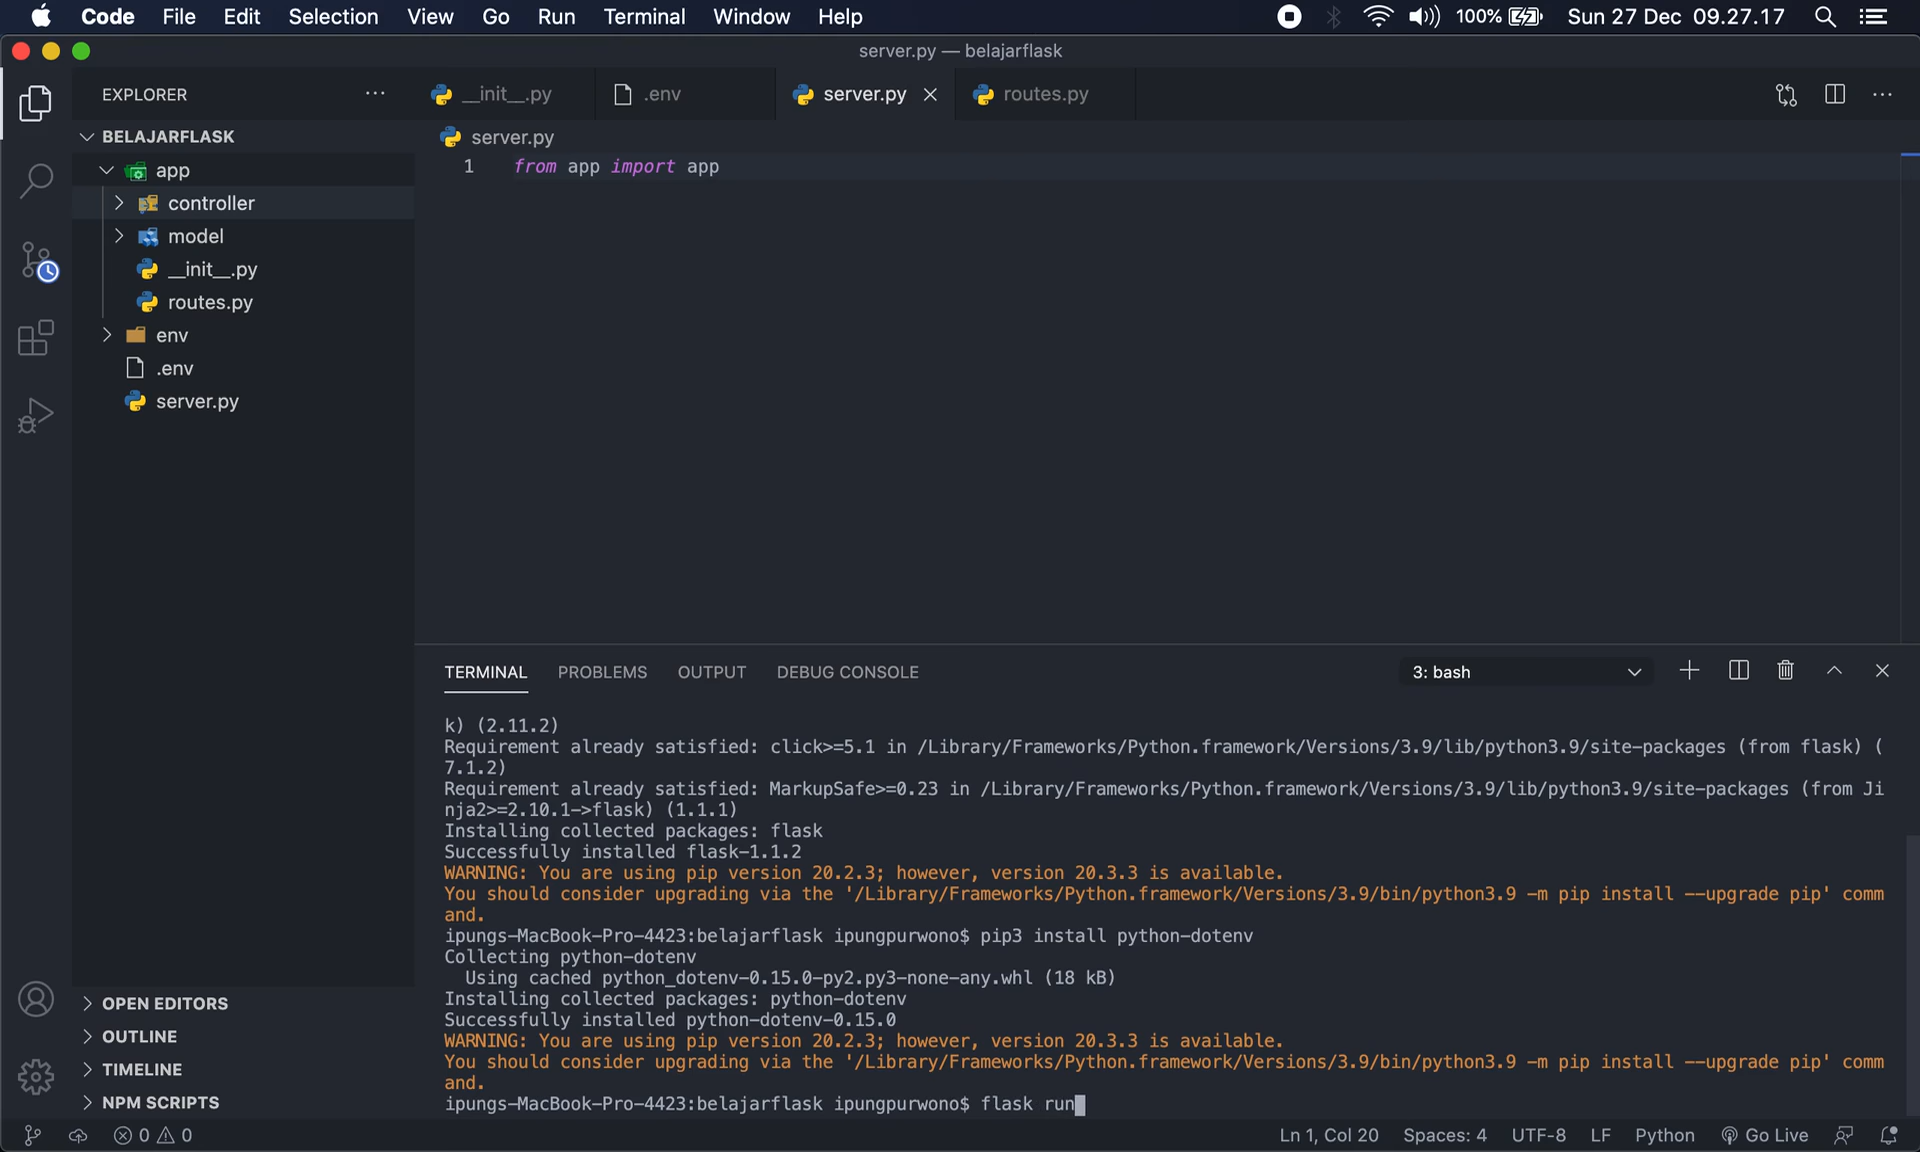 Code File Edit Selection View Go Run Terminal Window Help 100% Sun 27 Dec 09.27.17
server.py — belajarflask
EXPLORER
__init__.py .env server.py routes.py
BELAJARFLASK
app
controller
model
__init__.py
routes.py
env
.env
server.py
OPEN EDITORS
OUTLINE
TIMELINE
NPM SCRIPTS
server.py
1 from app import app
TERMINAL PROBLEMS OUTPUT DEBUG CONSOLE 3: bash
k) (2.11.2)
Requirement already satisfied: click>=5.1 in /Library/Frameworks/Python.framework/Versions/3.9/lib/python3.9/site-packages (from flask) (
7.1.2)
Requirement already satisfied: MarkupSafe>=0.23 in /Library/Frameworks/Python.framework/Versions/3.9/lib/python3.9/site-packages (from Ji
nja2>=2.10.1->flask) (1.1.1)
Installing collected packages: flask
Successfully installed flask-1.1.2
WARNING: You are using pip version 20.2.3; however, version 20.3.3 is available.
You should consider upgrading via the '/Library/Frameworks/Python.framework/Versions/3.9/bin/python3.9 -m pip install --upgrade pip' comm
and.
ipungs-MacBook-Pro-4423:belajarflask ipungpurwono$ pip3 install python-dotenv
Collecting python-dotenv
Using cached python_dotenv-0.15.0-py2.py3-none-any.whl (18 kB)
Installing collected packages: python-dotenv
Successfully installed python-dotenv-0.15.0
WARNING: You are using pip version 20.2.3; however, version 20.3.3 is available.
You should consider upgrading via the '/Library/Frameworks/Python.framework/Versions/3.9/bin/python3.9 -m pip install --upgrade pip' comm
and.
ipungs-MacBook-Pro-4423:belajarflask ipungpurwono$ flask run
0 0 Ln 1, Col 20 Spaces: 4 UTF-8 LF Python Go Live